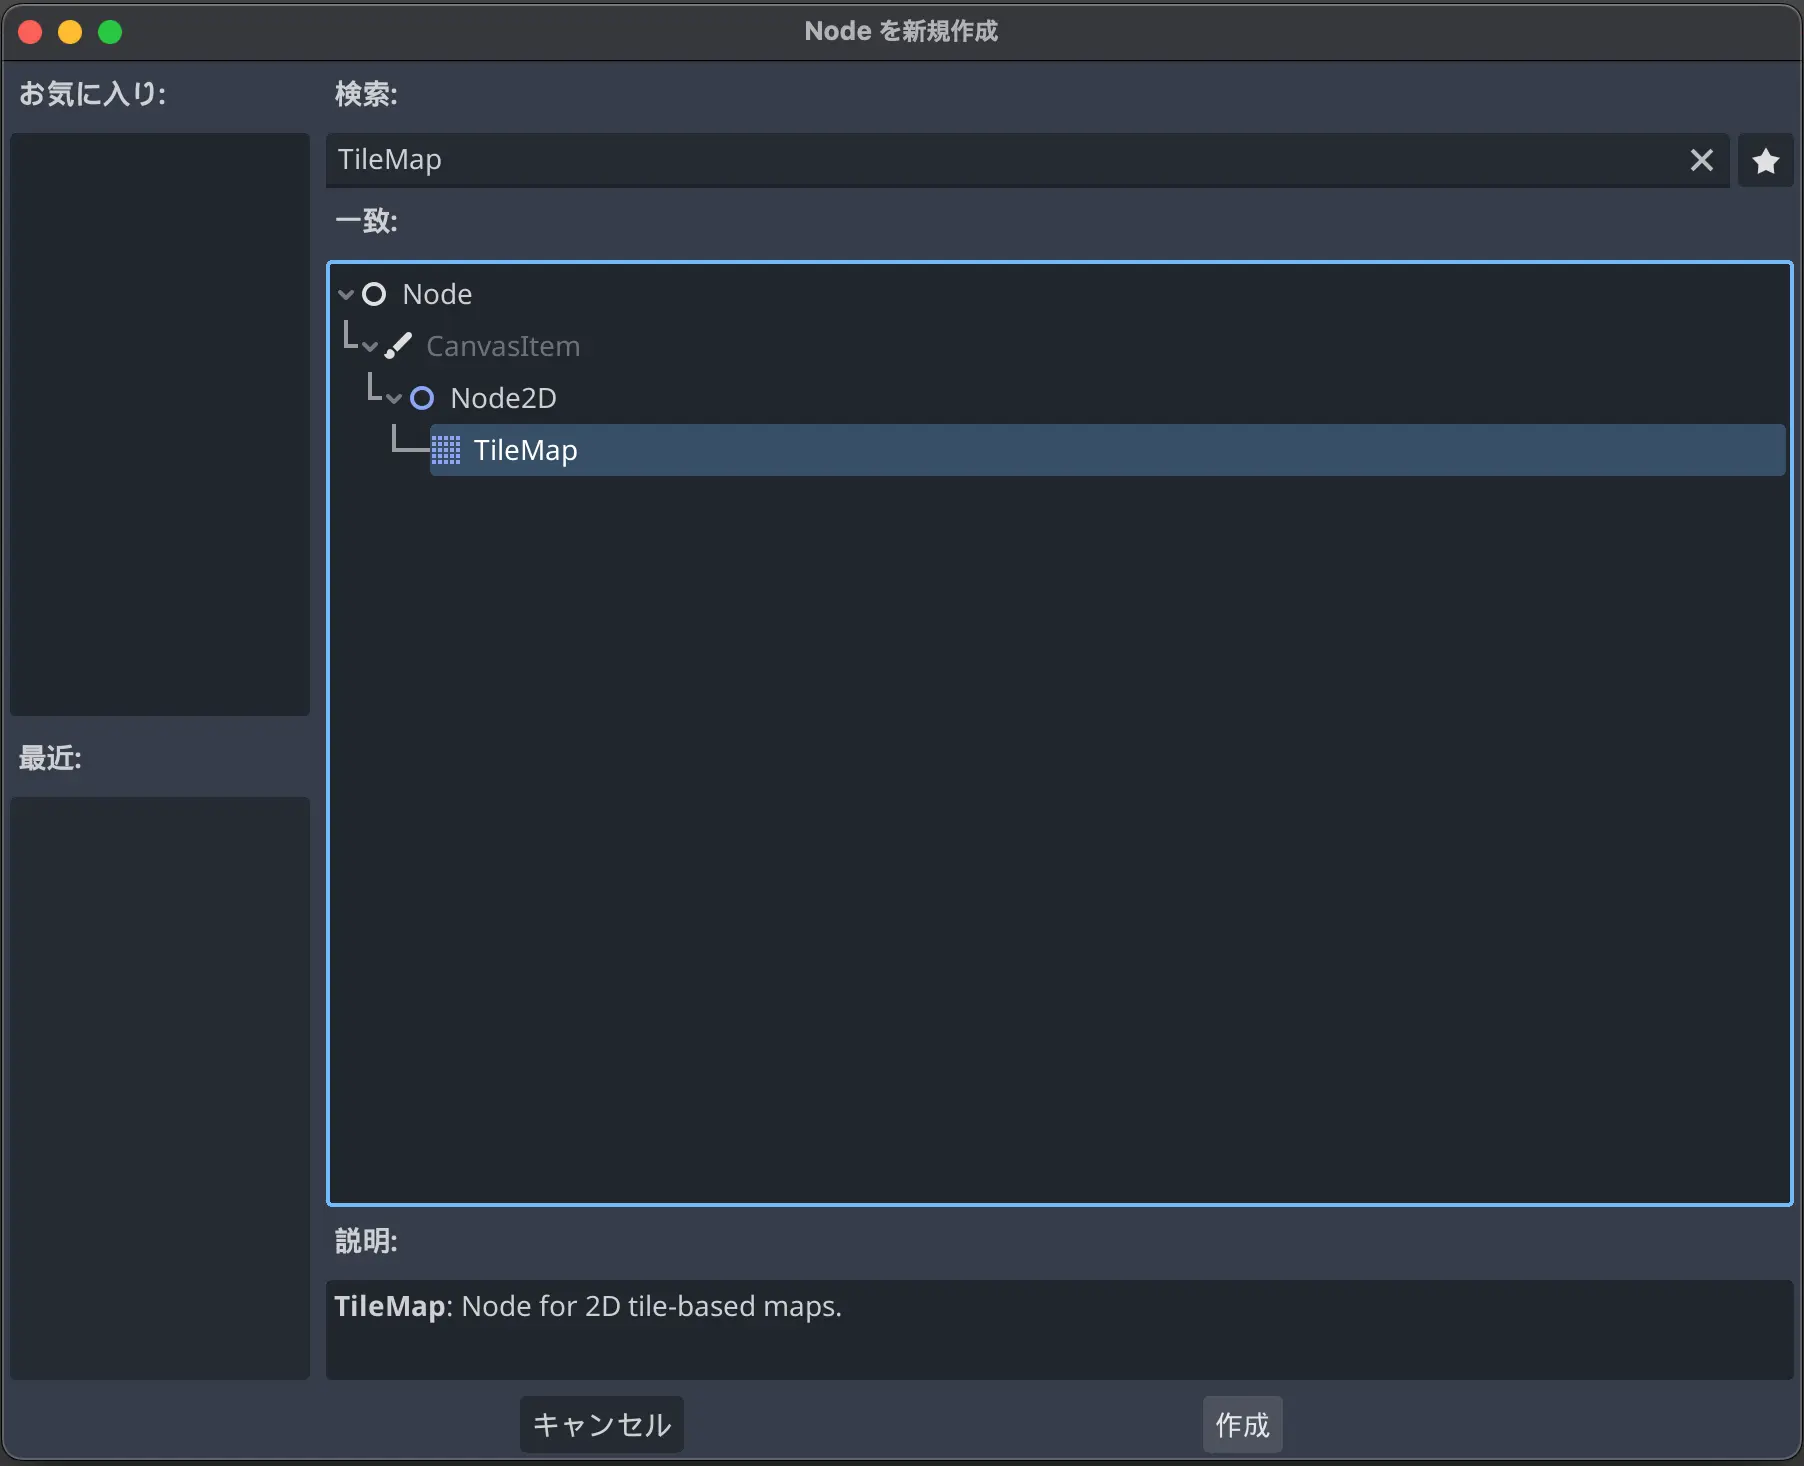 Node を新規作成
お気に入り:
検索:
TileMap
一致:
Node
CanvasItem
Node2D
TileMap
最近:
説明:
TileMap: Node for 2D tile-based maps.
キャンセル
作成